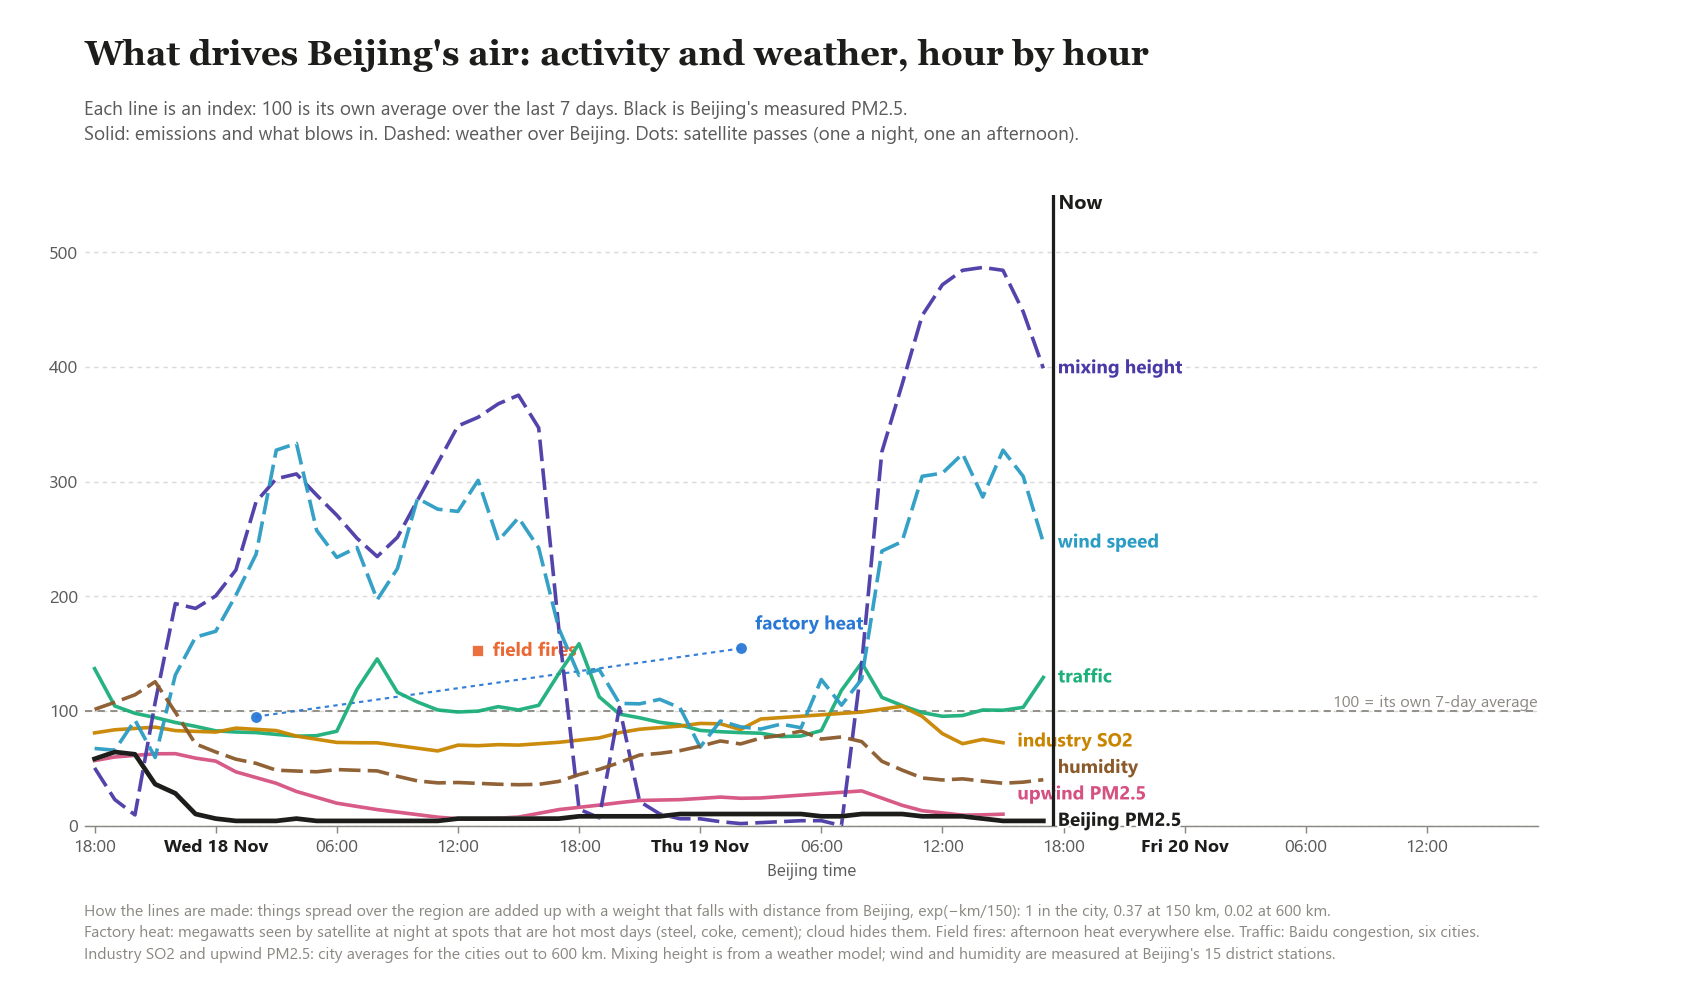 What drives Beijing's air: activity and weather, hour by hour
Each line is an index: 100 is its own average over the last 7 days. Black is Beijing's measured PM2.5.
Solid: emissions and what blows in. Dashed: weather over Beijing. Dots: satellite passes (one a night, one an afternoon).
Now
500
400
mixing height
300
wind speed
200
factory heat
field fires
traffic
100
100 = its own 7-day average
industry SO2
humidity
upwind PM2.5
Beijing PM2.5
0
18:00
Wed 18 Nov
06:00
12:00
18:00
Thu 19 Nov
06:00
12:00
18:00
Fri 20 Nov
06:00
12:00
Beijing time
How the lines are made: things spread over the region are added up with a weight that falls with distance from Beijing, exp(−km/150): 1 in the city, 0.37 at 150 km, 0.02 at 600 km.
Factory heat: megawatts seen by satellite at night at spots that are hot most days (steel, coke, cement); cloud hides them. Field fires: afternoon heat everywhere else. Traffic: Baidu congestion, six cities.
Industry SO2 and upwind PM2.5: city averages for the cities out to 600 km. Mixing height is from a weather model; wind and humidity are measured at Beijing's 15 district stations.